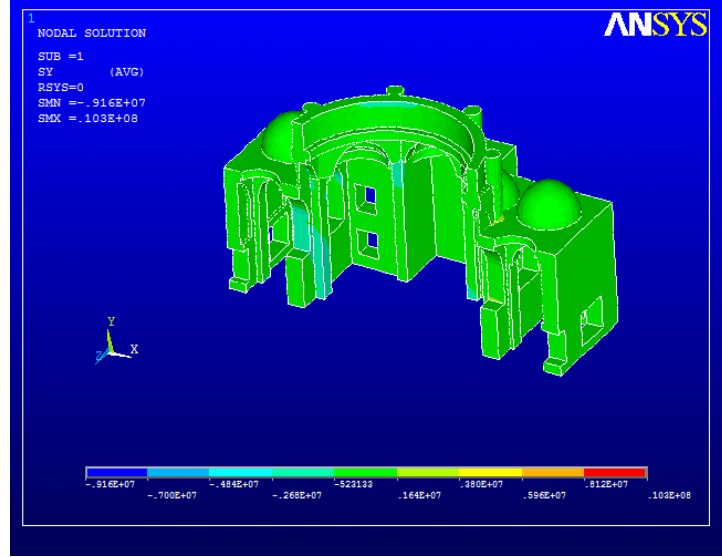 1
NODAL SOLUTION
ANSYS
SUB =1
SY (AVG)
RSYS=0
SMN =-.916E+07
SMX =.103E+08
Y
Z X
-.916E+07 -.484E+07 -523133 .380E+07 .812E+07
-.700E+07 -.268E+07 .164E+07 .596E+07 .103E+08